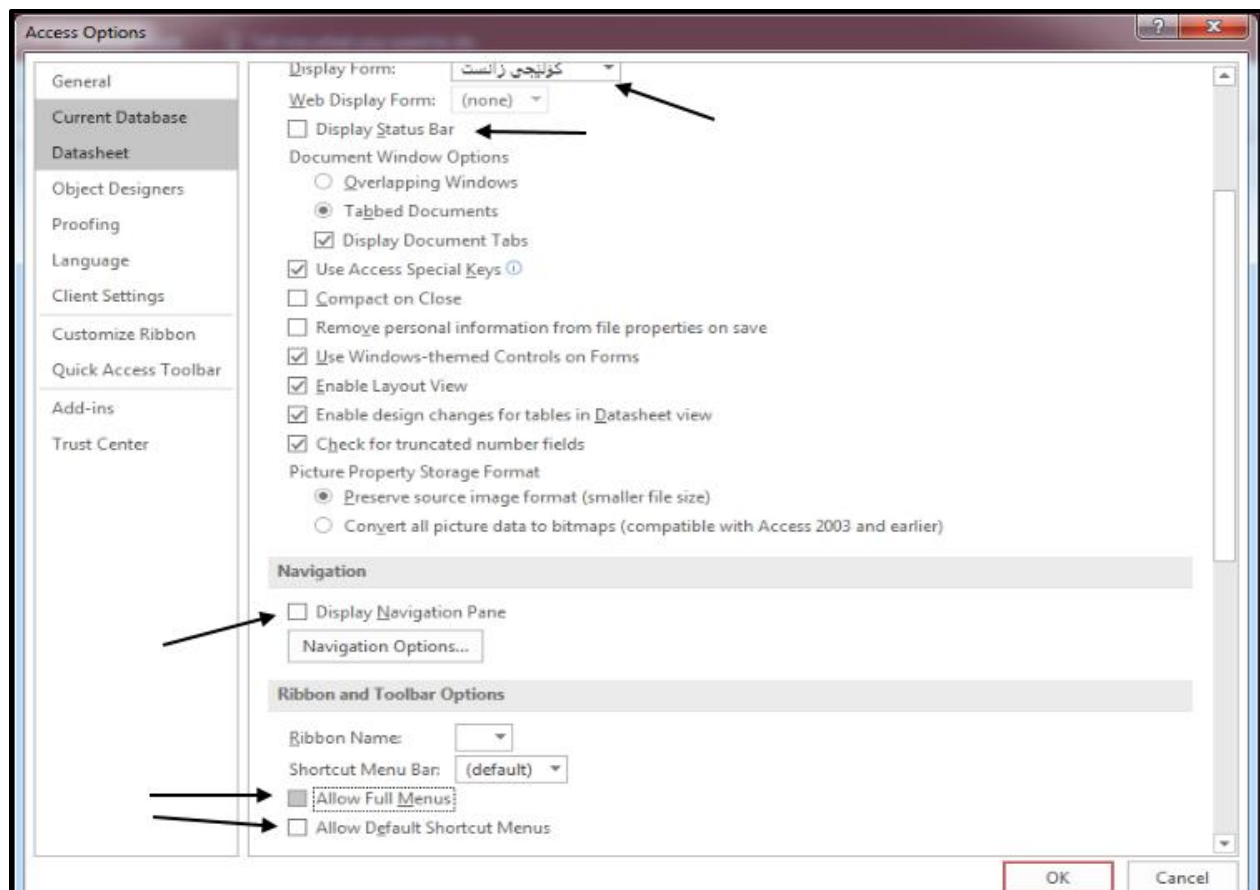 Access Options
General
Current Database
Datasheet
Object Designers
Proofing
Language
Client Settings
Customize Ribbon
Quick Access Toolbar
Add-ins
Trust Center
Display Form: كۆلێجی زانست
Web Display Form: (none)
Display Status Bar
Document Window Options
Overlapping Windows
Tabbed Documents
Display Document Tabs
Use Access Special Keys
Compact on Close
Remove personal information from file properties on save
Use Windows-themed Controls on Forms
Enable Layout View
Enable design changes for tables in Datasheet view
Check for truncated number fields
Picture Property Storage Format
Preserve source image format (smaller file size)
Convert all picture data to bitmaps (compatible with Access 2003 and earlier)
Navigation
Display Navigation Pane
Navigation Options...
Ribbon and Toolbar Options
Ribbon Name:
Shortcut Menu Bar: (default)
Allow Full Menus
Allow Default Shortcut Menus
OK Cancel